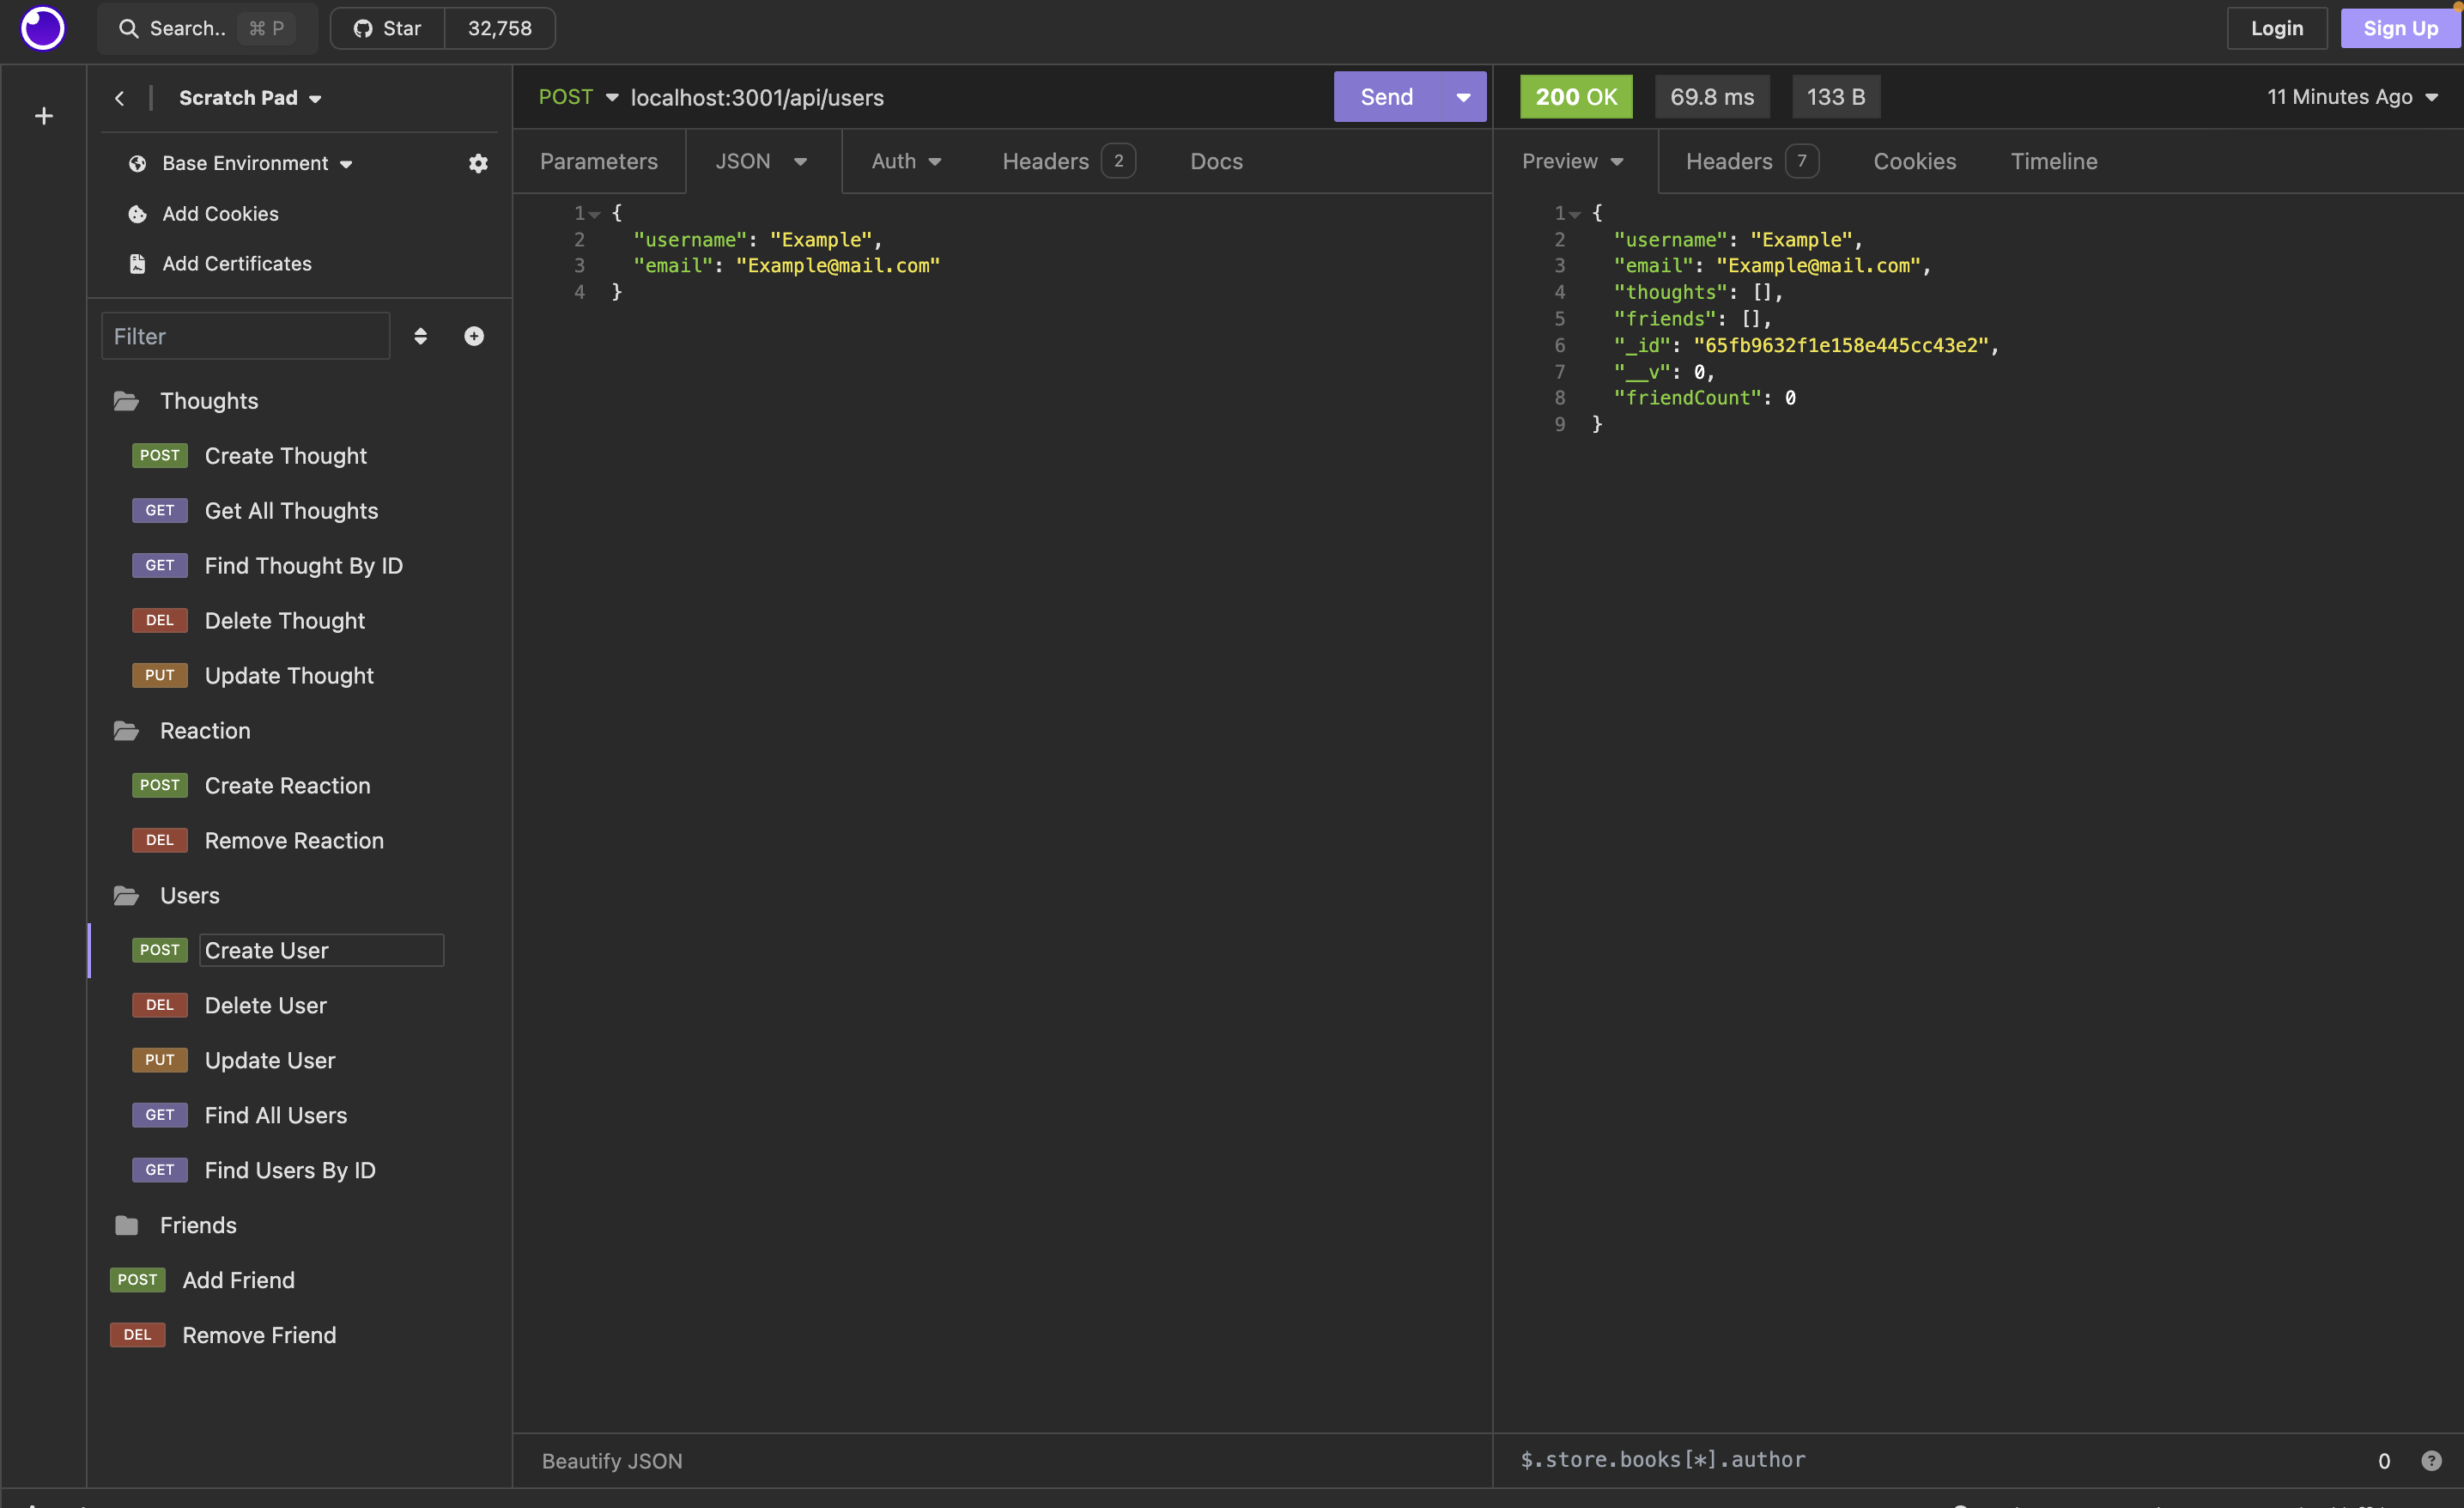 Search.. ⌘ P Star 32,758 Login Sign Up
Scratch Pad
Base Environment
Add Cookies
Add Certificates
Filter
Thoughts
POST Create Thought
GET Get All Thoughts
GET Find Thought By ID
DEL Delete Thought
PUT Update Thought
Reaction
POST Create Reaction
DEL Remove Reaction
Users
POST Create User
DEL Delete User
PUT Update User
GET Find All Users
GET Find Users By ID
Friends
POST Add Friend
DEL Remove Friend
POST localhost:3001/api/users Send
Parameters JSON Auth Headers 2 Docs
1 {
2 "username": "Example",
3 "email": "Example@mail.com"
4 }
Beautify JSON
200 OK 69.8 ms 133 B 11 Minutes Ago
Preview Headers 7 Cookies Timeline
1 {
2 "username": "Example",
3 "email": "Example@mail.com",
4 "thoughts": [],
5 "friends": [],
6 "_id": "65fb9632f1e158e445cc43e2",
7 "__v": 0,
8 "friendCount": 0
9 }
$.store.books[*].author 0 ?